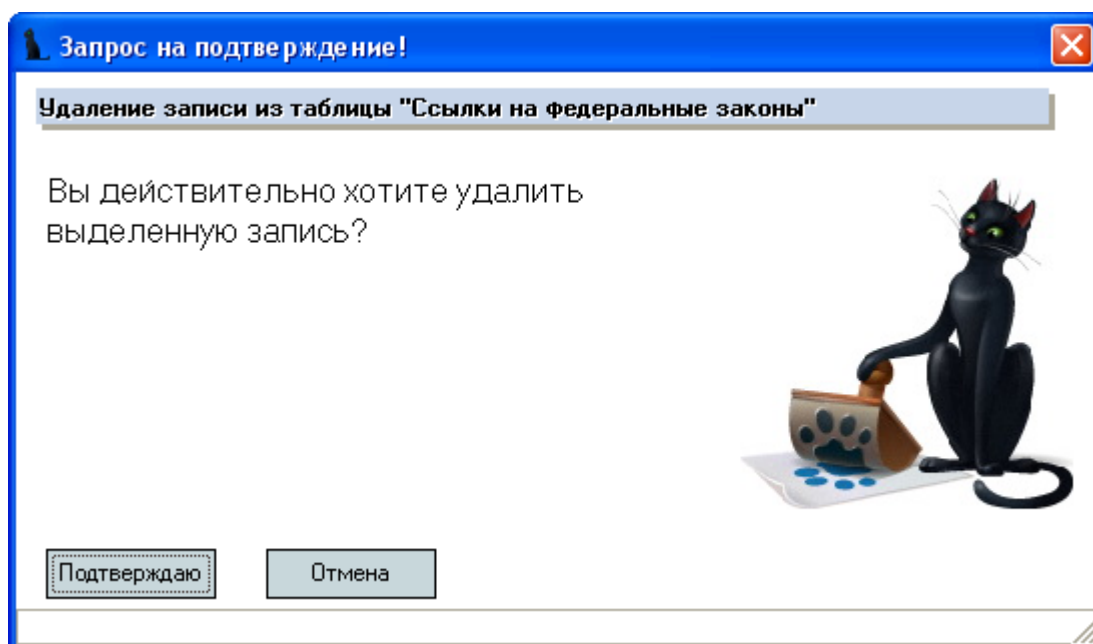 Запрос на подтверждение!
Удаление записи из таблицы "Ссылки на федеральные законы"
Вы действительно хотите удалить
выделенную запись?
Подтверждаю
Отмена